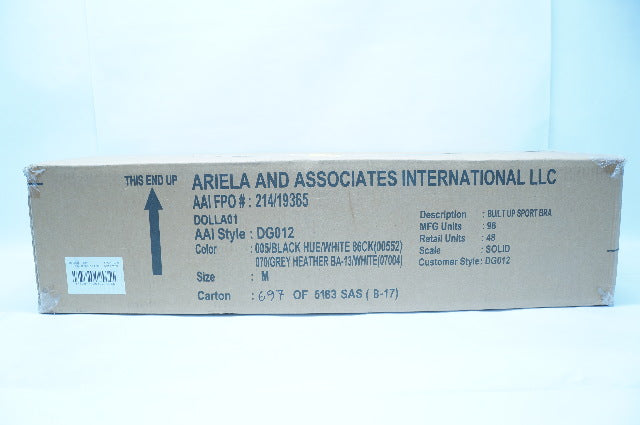 THIS END UP
ARIELA AND ASSOCIATES INTERNATIONAL LLC
AAI FPO # : 214/19365
DOLLA01
AAI Style : DG012
Color : 005/BLACK HUE/WHITE 86CK(00552)
070/GREY HEATHER BA-13/WHITE(07004)
Size : M
Carton : 697 OF 5163 SAS ( B-17)
Description : BUILT UP SPORT BRA
MFG Units : 96
Retail Units : 48
Scale : SOLID
Customer Style : DG012